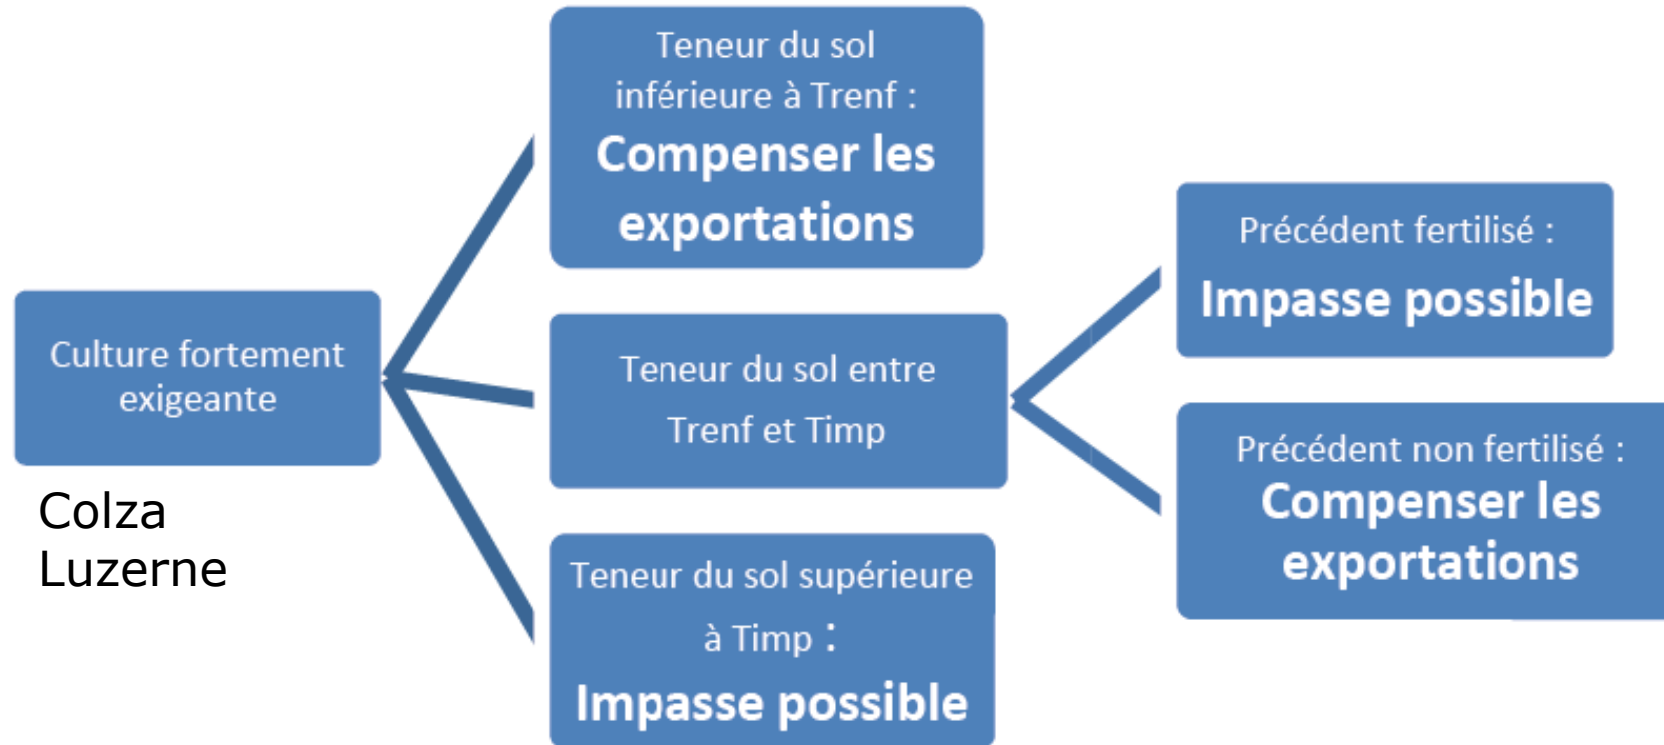 Culture fortement
exigeante
Colza
Luzerne
Teneur du sol
inférieure à Trenf :
Compenser les
exportations
Teneur du sol entre
Trenf et Timp
Teneur du sol supérieure
à Timp :
Impasse possible
Précédent fertilisé :
Impasse possible
Précédent non fertilisé :
Compenser les
exportations